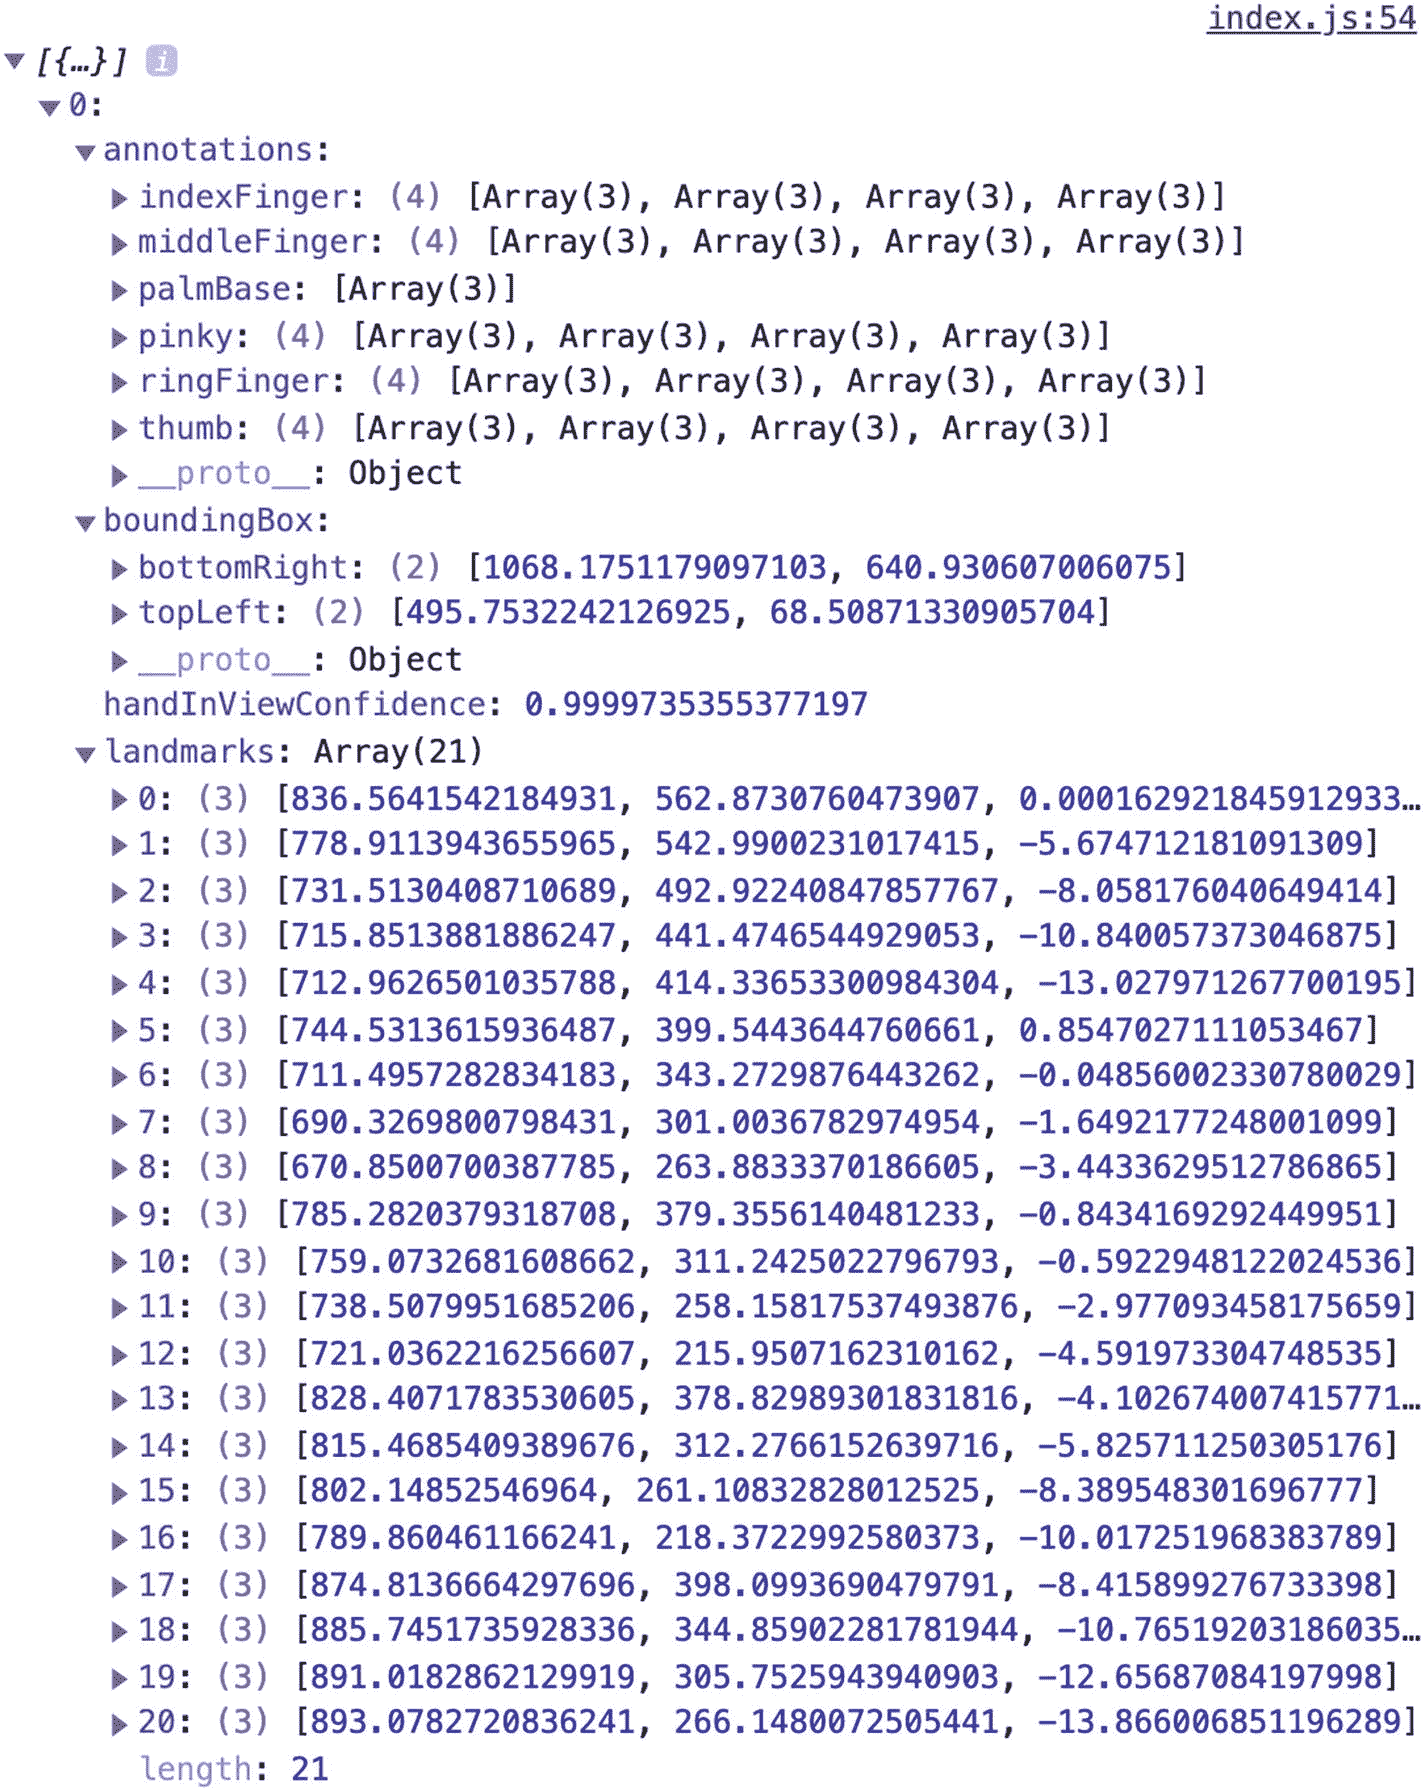 index.js:54
▼ [{…}] i
▼ 0:
▼ annotations:
▶ indexFinger: (4) [Array(3), Array(3), Array(3), Array(3)]
▶ middleFinger: (4) [Array(3), Array(3), Array(3), Array(3)]
▶ palmBase: [Array(3)]
▶ pinky: (4) [Array(3), Array(3), Array(3), Array(3)]
▶ ringFinger: (4) [Array(3), Array(3), Array(3), Array(3)]
▶ thumb: (4) [Array(3), Array(3), Array(3), Array(3)]
▶ __proto__: Object
▼ boundingBox:
▶ bottomRight: (2) [1068.1751179097103, 640.930607006075]
▶ topLeft: (2) [495.7532242126925, 68.50871330905704]
▶ __proto__: Object
handInViewConfidence: 0.9999735355377197
▼ landmarks: Array(21)
▶ 0: (3) [836.5641542184931, 562.8730760473907, 0.000162921845912933…
▶ 1: (3) [778.9113943655965, 542.9900231017415, -5.674712181091309]
▶ 2: (3) [731.5130408710689, 492.92240847857767, -8.058176040649414]
▶ 3: (3) [715.8513881886247, 441.4746544929053, -10.840057373046875]
▶ 4: (3) [712.9626501035788, 414.33653300984304, -13.027971267700195]
▶ 5: (3) [744.5313615936487, 399.5443644760661, 0.8547027111053467]
▶ 6: (3) [711.4957282834183, 343.2729876443262, -0.04856002330780029]
▶ 7: (3) [690.3269800798431, 301.0036782974954, -1.6492177248001099]
▶ 8: (3) [670.8500700387785, 263.8833370186605, -3.4433629512786865]
▶ 9: (3) [785.2820379318708, 379.3556140481233, -0.8434169292449951]
▶ 10: (3) [759.0732681608662, 311.2425022796793, -0.5922948122024536]
▶ 11: (3) [738.5079951685206, 258.15817537493876, -2.977093458175659]
▶ 12: (3) [721.0362216256607, 215.9507162310162, -4.591973304748535]
▶ 13: (3) [828.4071783530605, 378.82989301831816, -4.102674007415771…
▶ 14: (3) [815.4685409389676, 312.2766152639716, -5.825711250305176]
▶ 15: (3) [802.14852546964, 261.10832828012525, -8.389548301696777]
▶ 16: (3) [789.860461166241, 218.3722992580373, -10.017251968383789]
▶ 17: (3) [874.8136664297696, 398.0993690479791, -8.415899276733398]
▶ 18: (3) [885.7451735928336, 344.85902281781944, -10.76519203186035…
▶ 19: (3) [891.0182862129919, 305.7525943940903, -12.65687084197998]
▶ 20: (3) [893.0782720836241, 266.1480072505441, -13.866006851196289]
length: 21